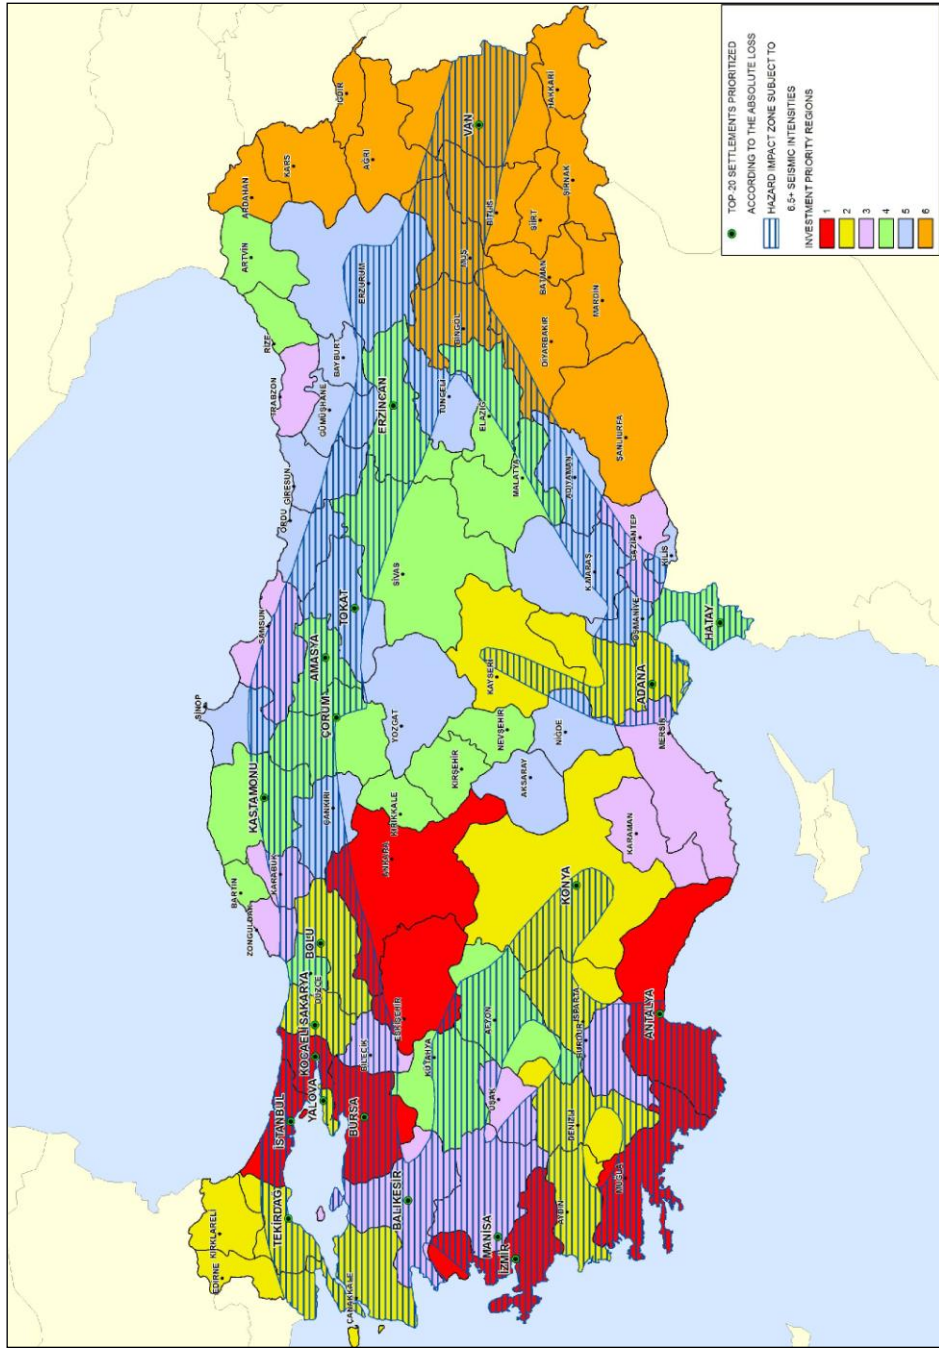 EDİRNE
KIRKLARELİ
TEKİRDAĞ
İSTANBUL
ÇANAKKALE
YALOVA
KOCAELİ
SAKARYA
DÜZCE
BOLU
ZONGULDAK
BARTIN
KARABÜK
KASTAMONU
ÇANKIRI
SİNOP
SAMSUN
AMASYA
ÇORUM
TOKAT
ORDU
GİRESUN
TRABZON
GÜMÜŞHANE
BAYBURT
RİZE
ARTVİN
ARDAHAN
KARS
IĞDIR
AĞRI
ERZURUM
ERZİNCAN
BURSA
BİLECİK
ESKİŞEHİR
ANKARA
KIRIKKALE
YOZGAT
SİVAS
TUNCELİ
BİNGÖL
MUŞ
BİTLİS
VAN
BALIKESİR
KÜTAHYA
AFYON
UŞAK
KIRŞEHİR
NEVŞEHİR
KAYSERİ
MALATYA
ELAZIĞ
MANİSA
İZMİR
AYDIN
DENİZLİ
BURDUR
ISPARTA
KONYA
AKSARAY
NİĞDE
K.MARAŞ
ADIYAMAN
DİYARBAKIR
BATMAN
SİİRT
ŞIRNAK
HAKKARİ
MUĞLA
ANTALYA
KARAMAN
MERSİN
ADANA
OSMANİYE
GAZİANTEP
KİLİS
HATAY
ŞANLIURFA
MARDİN
TOP 20 SETTLEMENTS PRIORITIZED
ACCORDING TO THE ABSOLUTE LOSS
HAZARD IMPACT ZONE SUBJECT TO
6,5+ SEISMIC INTENSITIES
INVESTMENT PRIORITY REGIONS
1
2
3
4
5
6